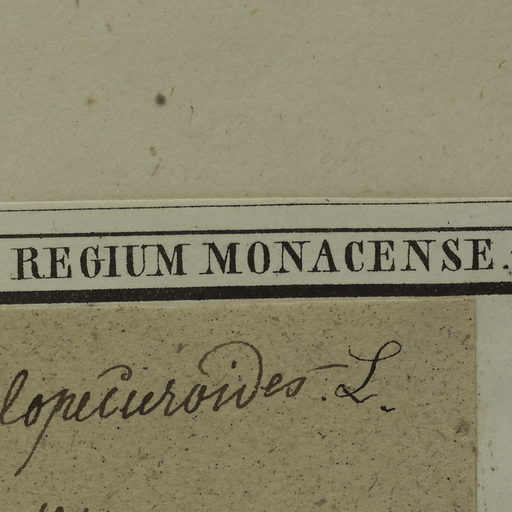 REGIUM MONACENSE.
lopecuroides. L.